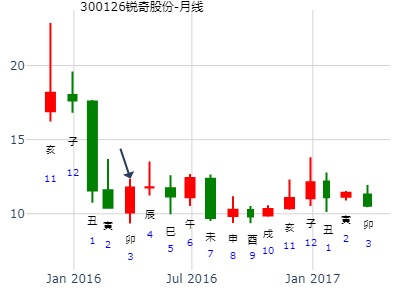 300126锐奇股份-月线
20
15
10
亥
11
子
12
丑
1
寅
2
卯
3
辰
4
巳
5
午
6
未
7
申
8
酉
9
戌
10
亥
11
子
12
丑
1
寅
2
卯
3
Jan 2016
Jul 2016
Jan 2017